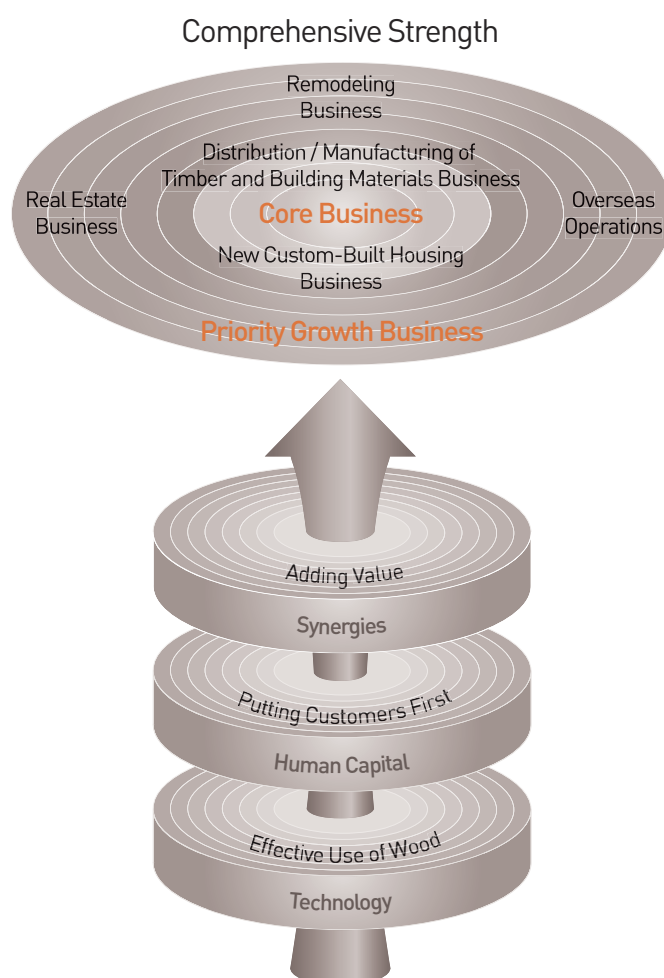 Comprehensive Strength
Remodeling
Business
Distribution / Manufacturing of
Timber and Building Materials Business
Real Estate
Business
Core Business
Overseas
Operations
New Custom-Built Housing
Business
Priority Growth Business
Adding Value
Synergies
Putting Customers First
Human Capital
Effective Use of Wood
Technology